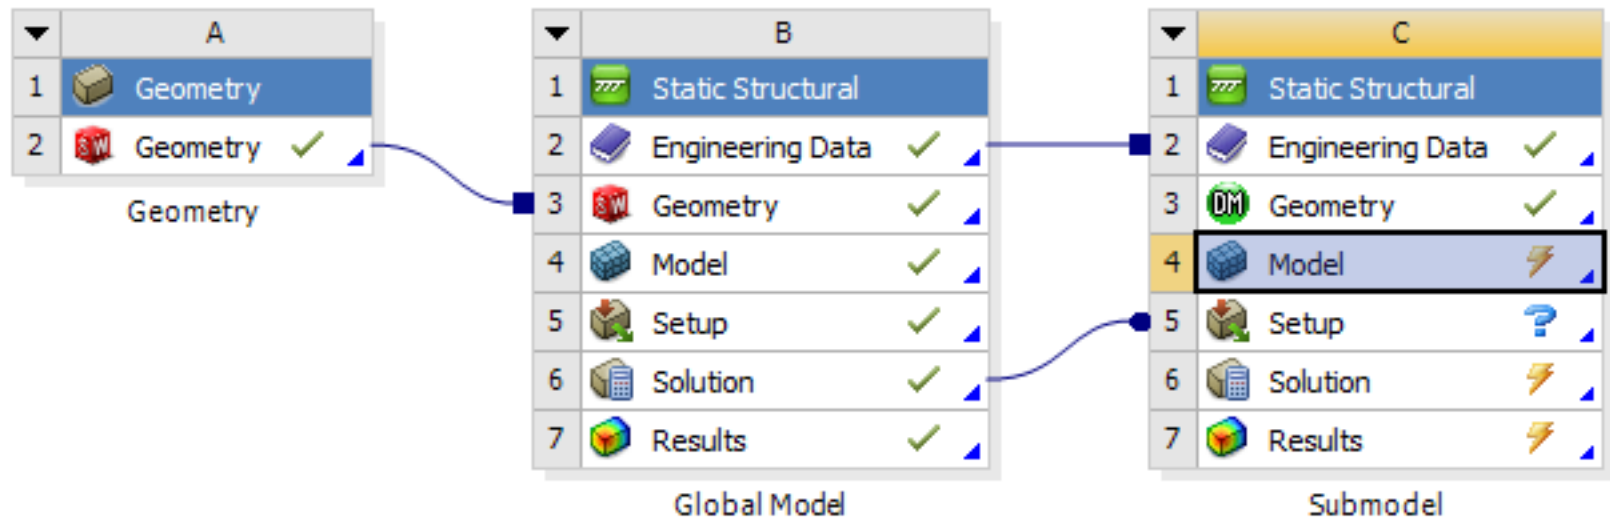 A
1 Geometry
2 Geometry
Geometry
B
1 Static Structural
2 Engineering Data
3 Geometry
4 Model
5 Setup
6 Solution
7 Results
Global Model
C
1 Static Structural
2 Engineering Data
3 DM Geometry
4 Model
5 Setup ?
6 Solution
7 Results
Submodel